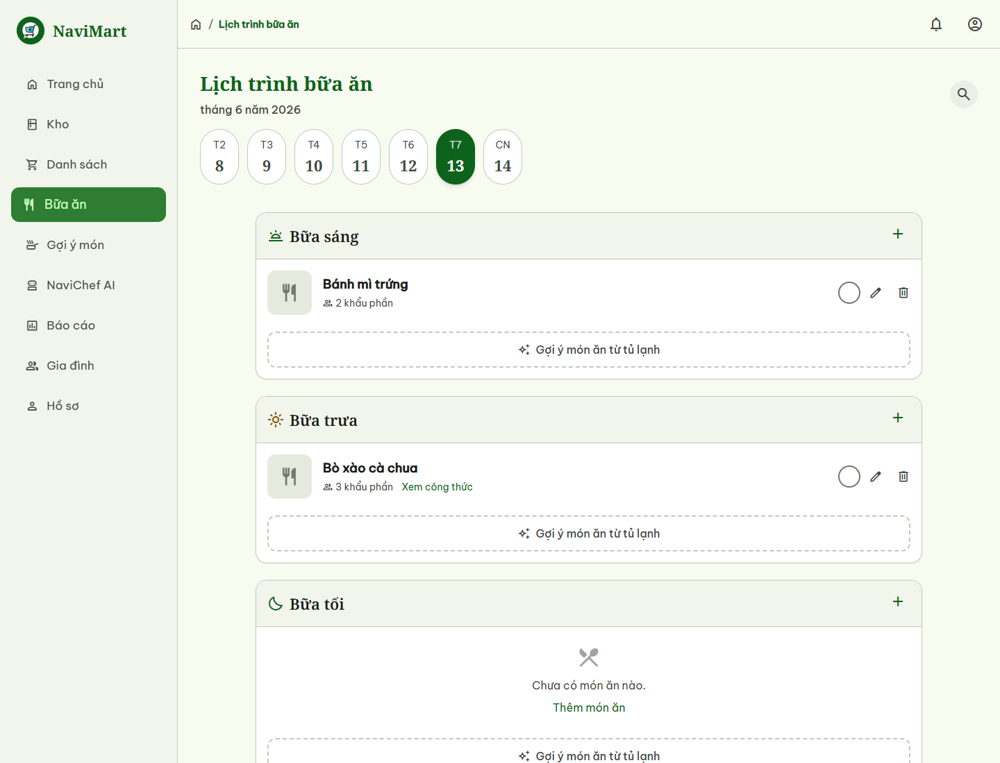 NaviMart
Trang chủ
Kho
Danh sách
Bữa ăn
Gợi ý món
NaviChef AI
Báo cáo
Gia đình
Hồ sơ
/ Lịch trình bữa ăn
Lịch trình bữa ăn
tháng 6 năm 2026
T2 T3 T4 T5 T6 T7 CN
8 9 10 11 12 13 14
Bữa sáng
Bánh mì trứng
2 khẩu phần
Gợi ý món ăn từ tủ lạnh
Bữa trưa
Bò xào cà chua
3 khẩu phần Xem công thức
Gợi ý món ăn từ tủ lạnh
Bữa tối
Chưa có món ăn nào.
Thêm món ăn
Gợi ý món ăn từ tủ lạnh